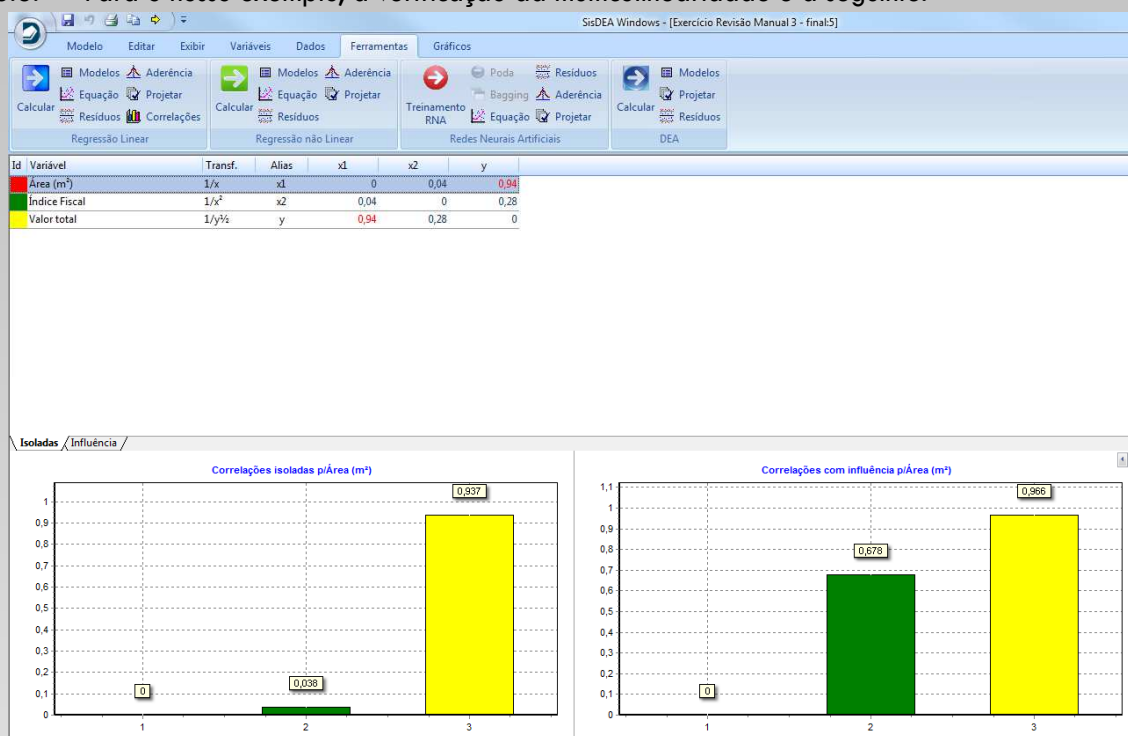 SisDEA Windows - [Exercício Revisão Manual 3 - final:5]
Modelo Editar Exibir Variáveis Dados Ferramentas Gráficos
Calcular Modelos Aderência Equação Projetar Resíduos Correlações
Regressão Linear
Calcular Modelos Aderência Equação Projetar Resíduos
Regressão não Linear
Treinamento RNA Poda Resíduos Bagging Aderência Equação Projetar
Redes Neurais Artificiais
Calcular Modelos Projetar Resíduos
DEA
Id Variável Transf. Alias x1 x2 y
Área (m²) 1/x x1 0 0,04 0,94
Índice Fiscal 1/x² x2 0,04 0 0,28
Valor total 1/y½ y 0,94 0,28 0
Isoladas Influência
Correlações isoladas p/Área (m²)
0,937
1
0,9
0,8
0,7
0,6
0,5
0,4
0,3
0,2
0,1
0
0
0,038
1 2 3
Correlações com influência p/Área (m²)
1,1
1
0,9
0,8
0,7
0,6
0,5
0,4
0,3
0,2
0,1
0
0,966
0,678
0
1 2 3